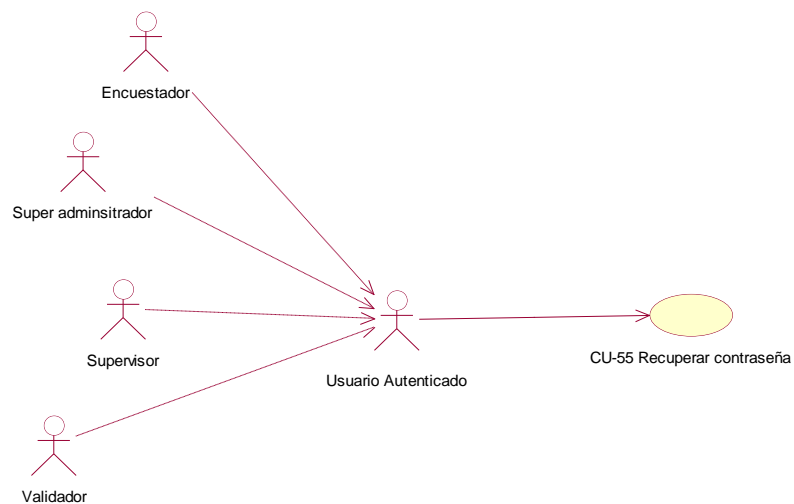 Encuestador
Super adminsitrador
Supervisor
Usuario Autenticado
CU-55 Recuperar contraseña
Validador